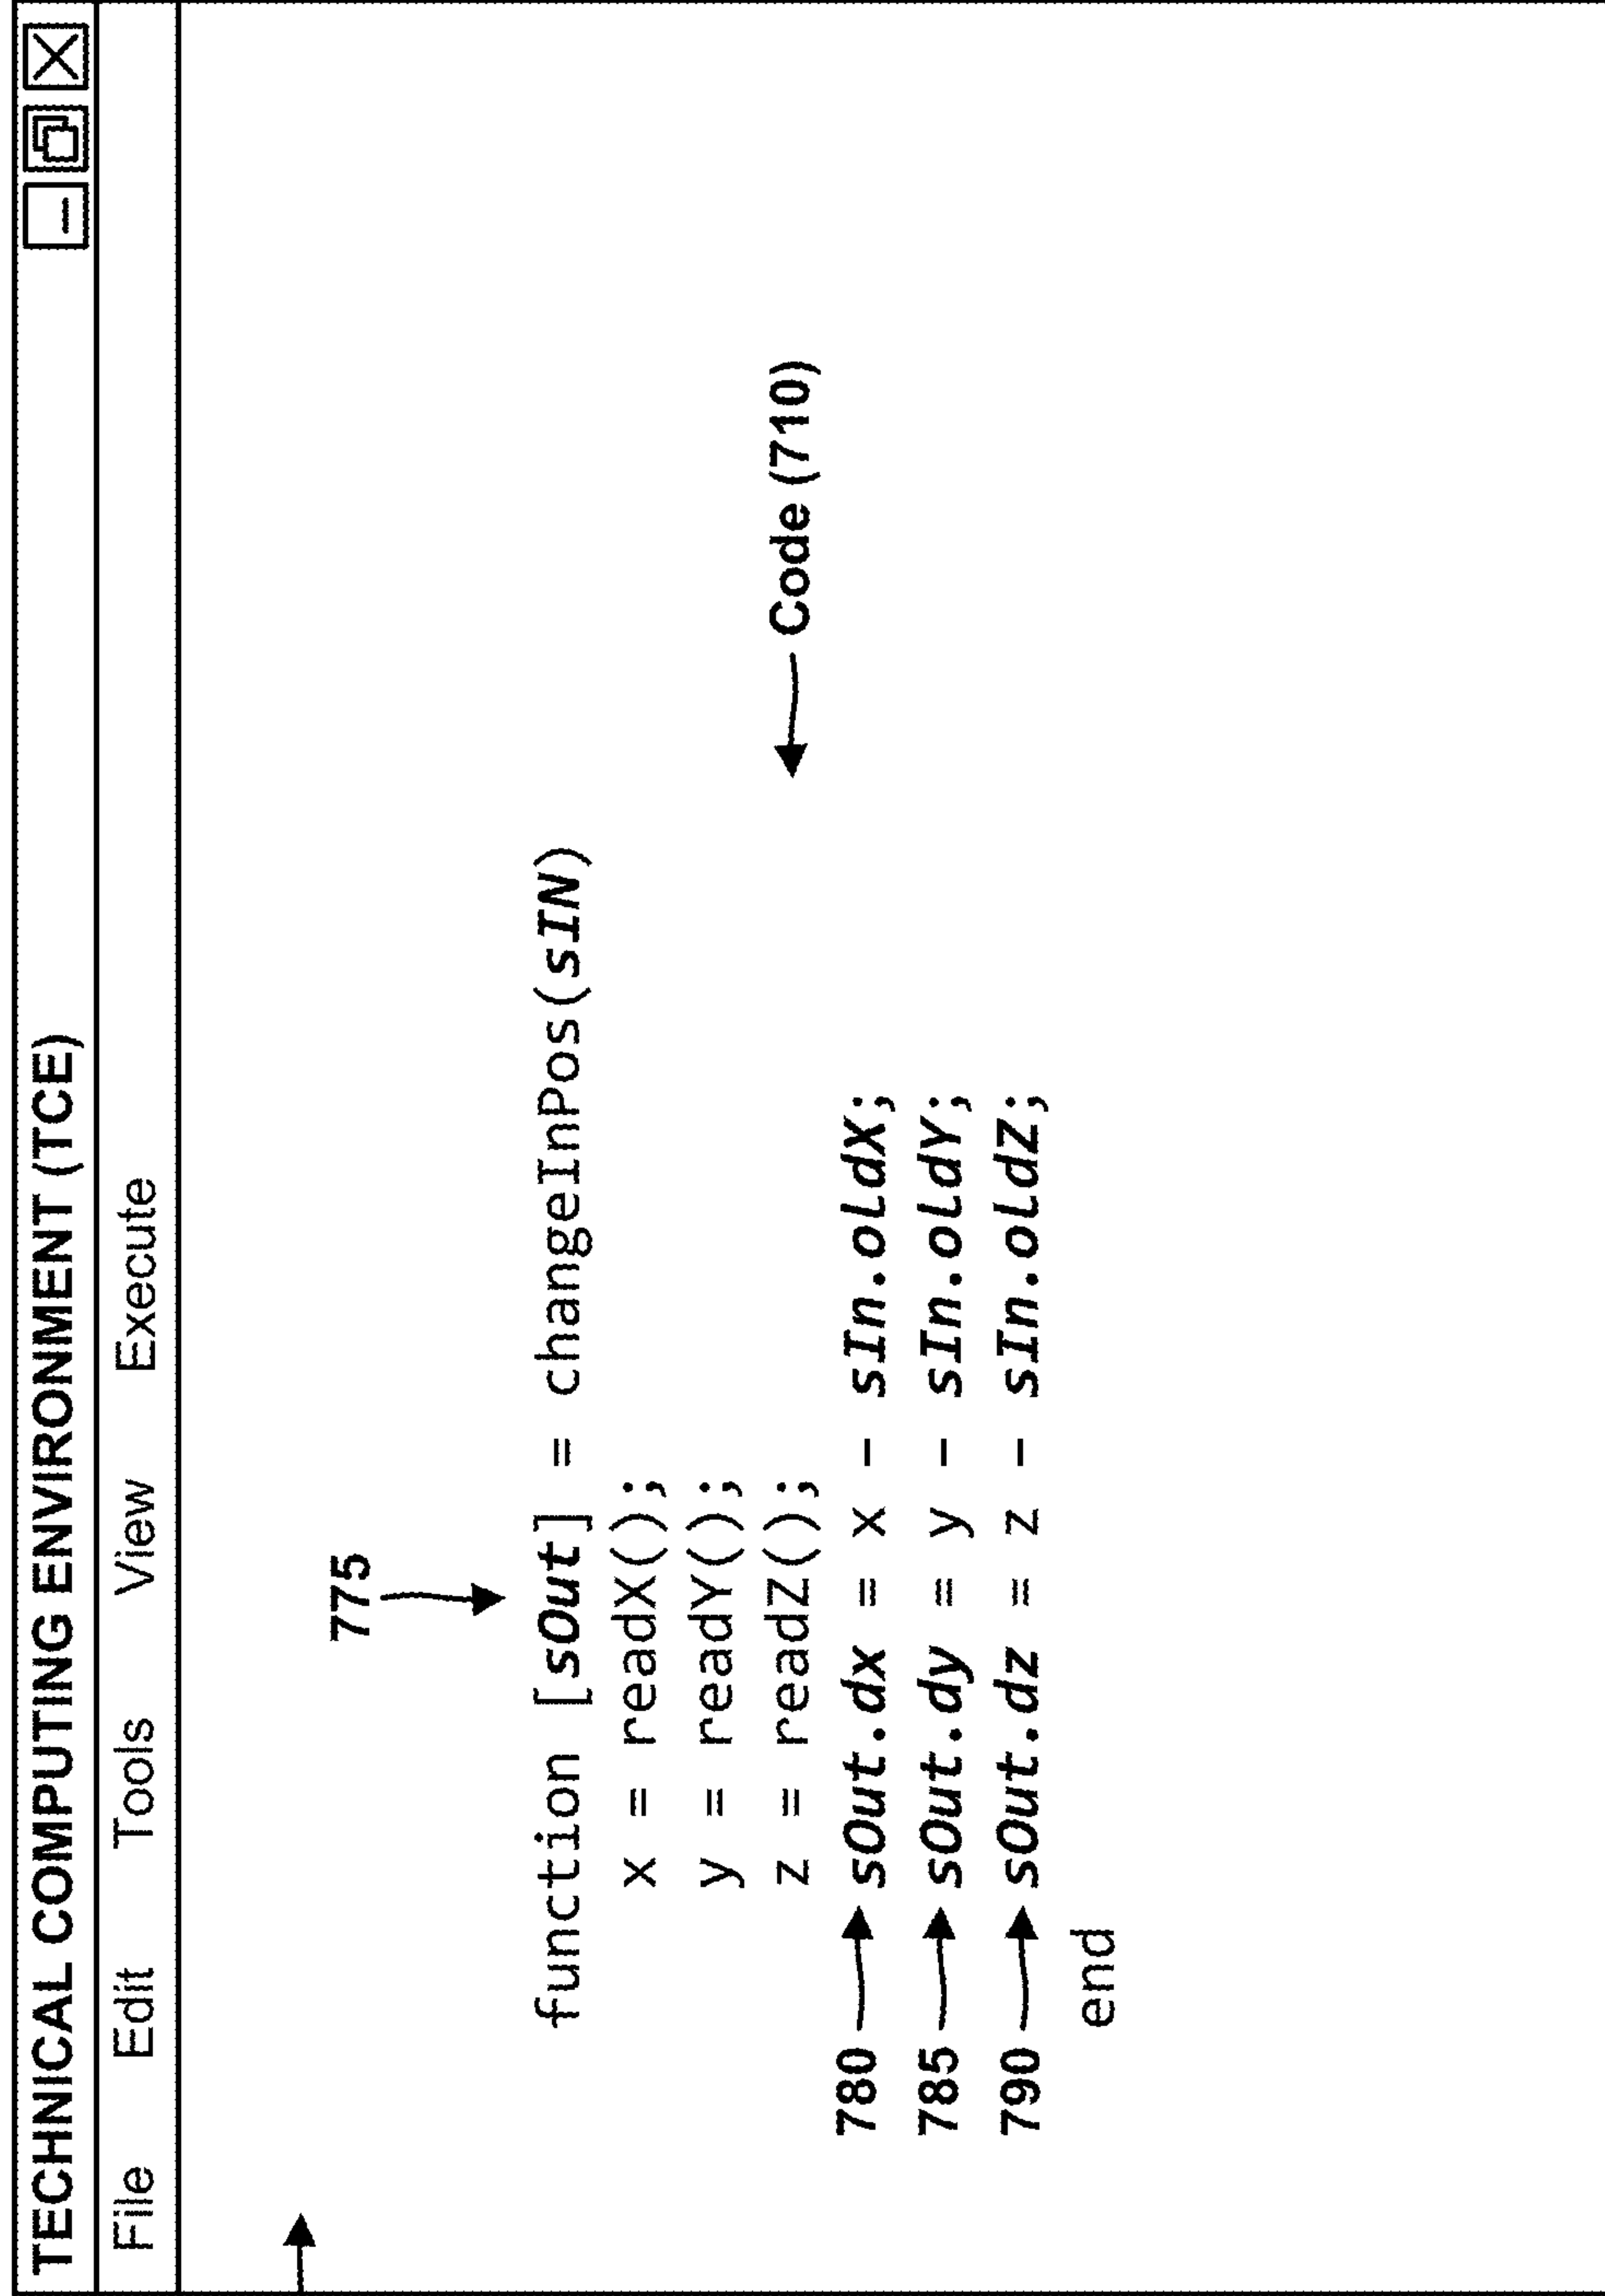 TECHNICAL COMPUTING ENVIRONMENT (TCE)
File Edit Tools View Execute
775
function [sOut] = changeInPos(sIN)
x = readX();
y = readY();
z = readZ();
Code (710)
780 sOut.dx = x - sIn.oldX;
785 sOut.dy = y - sIn.oldY;
790 sOut.dz = z - sIn.oldZ;
end